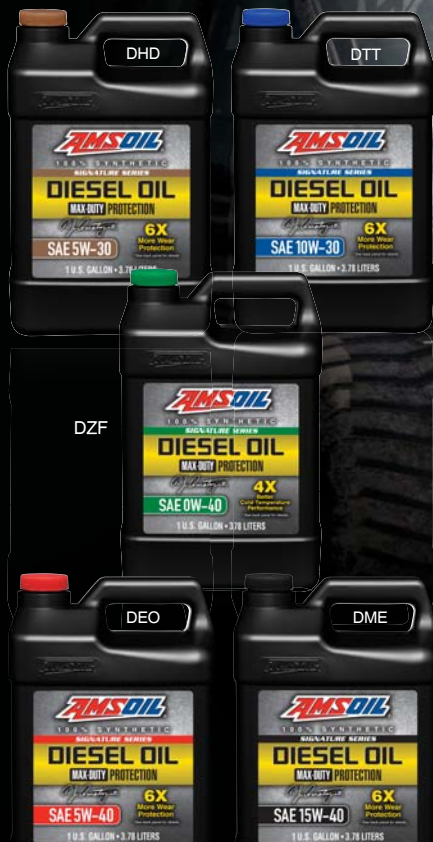 DHD
AMSOIL
100% SYNTHETIC
SIGNATURE SERIES
DIESEL OIL
MAX-DUTY PROTECTION
6X
More Wear
Protection
SAE 5W-30
1 U.S. GALLON • 3.78 LITERS
DTT
AMSOIL
100% SYNTHETIC
SIGNATURE SERIES
DIESEL OIL
MAX-DUTY PROTECTION
6X
More Wear
Protection
SAE 10W-30
1 U.S. GALLON • 3.78 LITERS
DZF
AMSOIL
100% SYNTHETIC
SIGNATURE SERIES
DIESEL OIL
MAX-DUTY PROTECTION
4X
Better
Cold-Temperature
Performance
SAE 0W-40
1 U.S. GALLON • 3.78 LITERS
DEO
AMSOIL
100% SYNTHETIC
SIGNATURE SERIES
DIESEL OIL
MAX-DUTY PROTECTION
6X
More Wear
Protection
SAE 5W-40
1 U.S. GALLON • 3.78 LITERS
DME
AMSOIL
100% SYNTHETIC
SIGNATURE SERIES
DIESEL OIL
MAX-DUTY PROTECTION
6X
More Wear
Protection
SAE 15W-40
1 U.S. GALLON • 3.78 LITERS